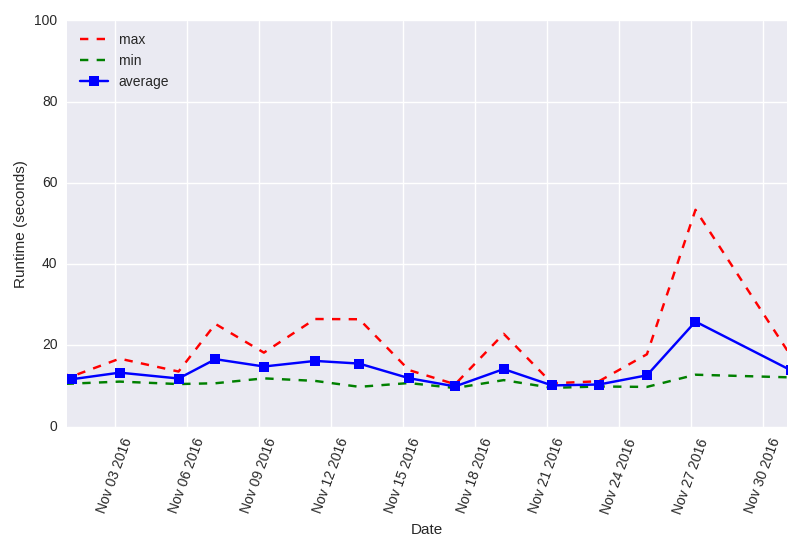 100
80
60
40
20
0
max
min
average
Runtime (seconds)
Nov 03 2016
Nov 06 2016
Nov 09 2016
Nov 12 2016
Nov 15 2016
Nov 18 2016
Nov 21 2016
Nov 24 2016
Nov 27 2016
Nov 30 2016
Date